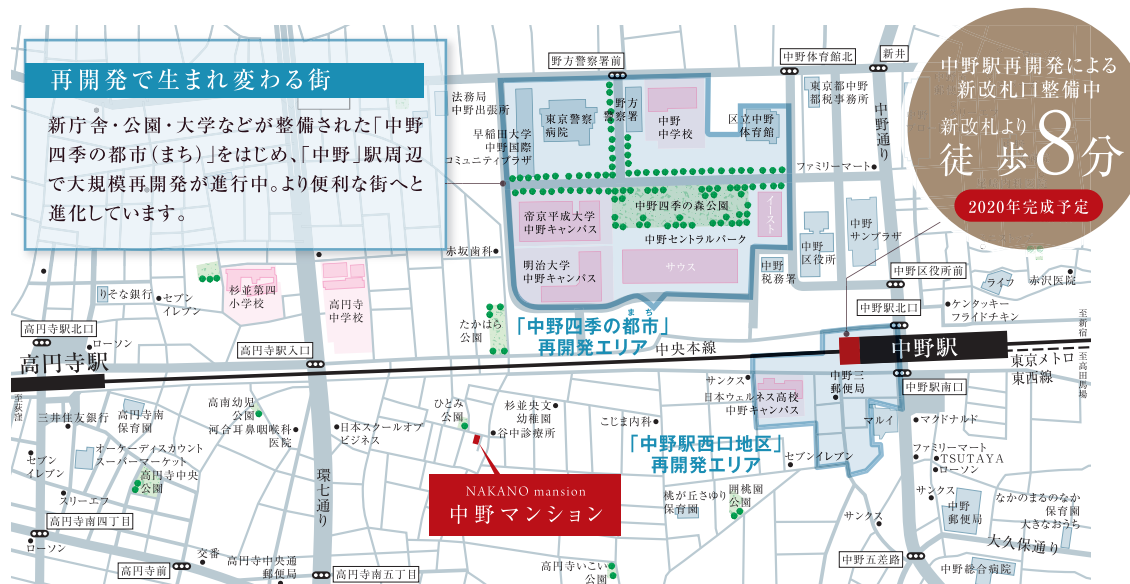 再開発で生まれ変わる街
新庁舎・公園・大学などが整備された「中野
四季の都市（まち）」をはじめ、「中野」駅周辺
で大規模再開発が進行中。より便利な街へと
進化しています。
中野駅再開発による
新改札口整備中
新改札より
徒歩8分
2020年完成予定
野方警察署前
中野体育館北
新井
法務局
中野出張所
東京警察
病院
野方
警察署
中野
中学校
区立中野
体育館
東京都中野
都税事務所
中野通り
早稲田大学
中野国際
コミュニティプラザ
ファミリーマート
中野四季の森公園
イースト
帝京平成大学
中野キャンパス
中野セントラルパーク
中野
区役所
中野
サンプラザ
赤坂歯科
明治大学
中野キャンパス
サウス
中野
税務署
中野区役所前
ライフ
赤沢医院
りそな銀行
セブン
イレブン
杉並第四
小学校
高円寺
中学校
たかはら
公園
まち
「中野四季の都市」
再開発エリア
中野駅北口
ケンタッキー
フライドチキン
至新宿
高円寺駅北口
ローソン
高円寺駅
高円寺駅入口
中央本線
中野駅
東京メトロ
東西線
至高田馬場
至荻窪
三井住友銀行
高円寺南
保育園
高南幼児
公園
河合耳鼻咽喉科
医院
日本スクールオブ
ビジネス
ひとみ
公園
杉並央文
幼稚園
谷中診療所
こじま内科
サンクス
日本ウェルネス高校
中野キャンパス
中野三
郵便局
中野駅南口
マルイ
マクドナルド
「中野駅西口地区」
再開発エリア
セブンイレブン
ファミリーマート
TSUTAYA
ローソン
セブン
イレブン
オーケーディスカウント
スーパーマーケット
高円寺中央
公園
スリーエフ
環七通り
NAKANO mansion
中野マンション
桃が丘さゆり
保育園
囲桃園
公園
サンクス
サンクス
中野
郵便局
なかのまるのなか
保育園
大きなおうち
大久保通り
高円寺南四丁目
ローソン
高円寺前
交番
高円寺中央通
郵便局
高円寺南五丁目
高円寺いこい
公園
中野五差路
中野総合病院